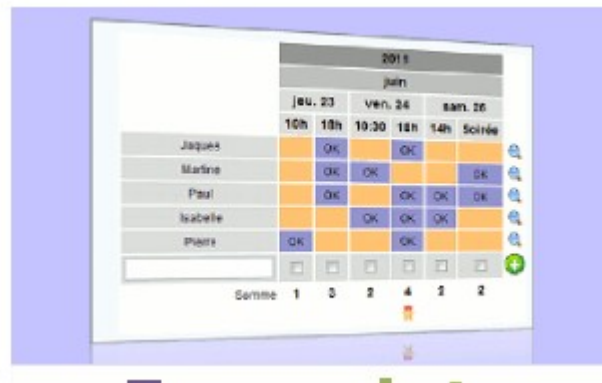 2011
juin
jeu. 23 ven. 24 sam. 25
10h 18h 10:30 18h 14h Soirée
Jaques OK OK
Martine OK OK OK
Paul OK OK OK OK
Isabelle OK OK OK
Pierre OK OK
Somme 1 3 2 4 2 2